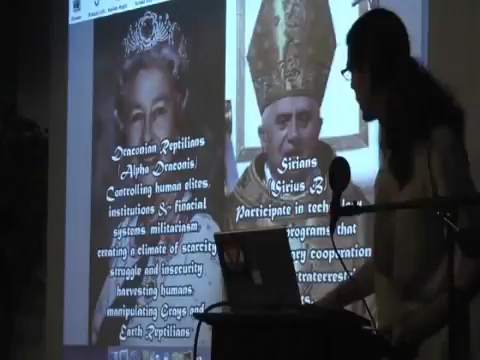 Draconian Reptilians
(Alpha Draconis)
Controlling human elites,
institutions & finacial
systems, militarism,
creating a climate of scarcity
struggle and insecurity
harvesting humans,
manipulating Grays and
Earth Reptilians
Sirians
(Sirius B)
Participate in
programs that
cooperation